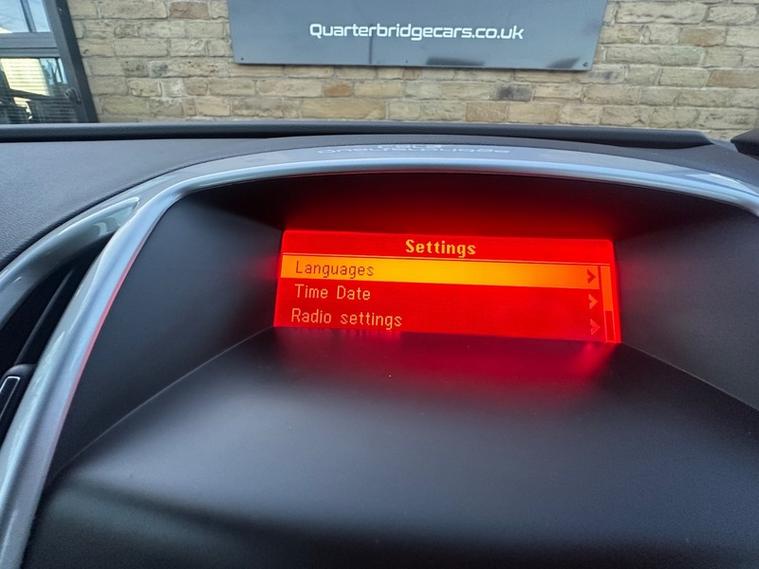 Quarterbridgecars.co.uk
Settings
Languages
Time Date
Radio settings